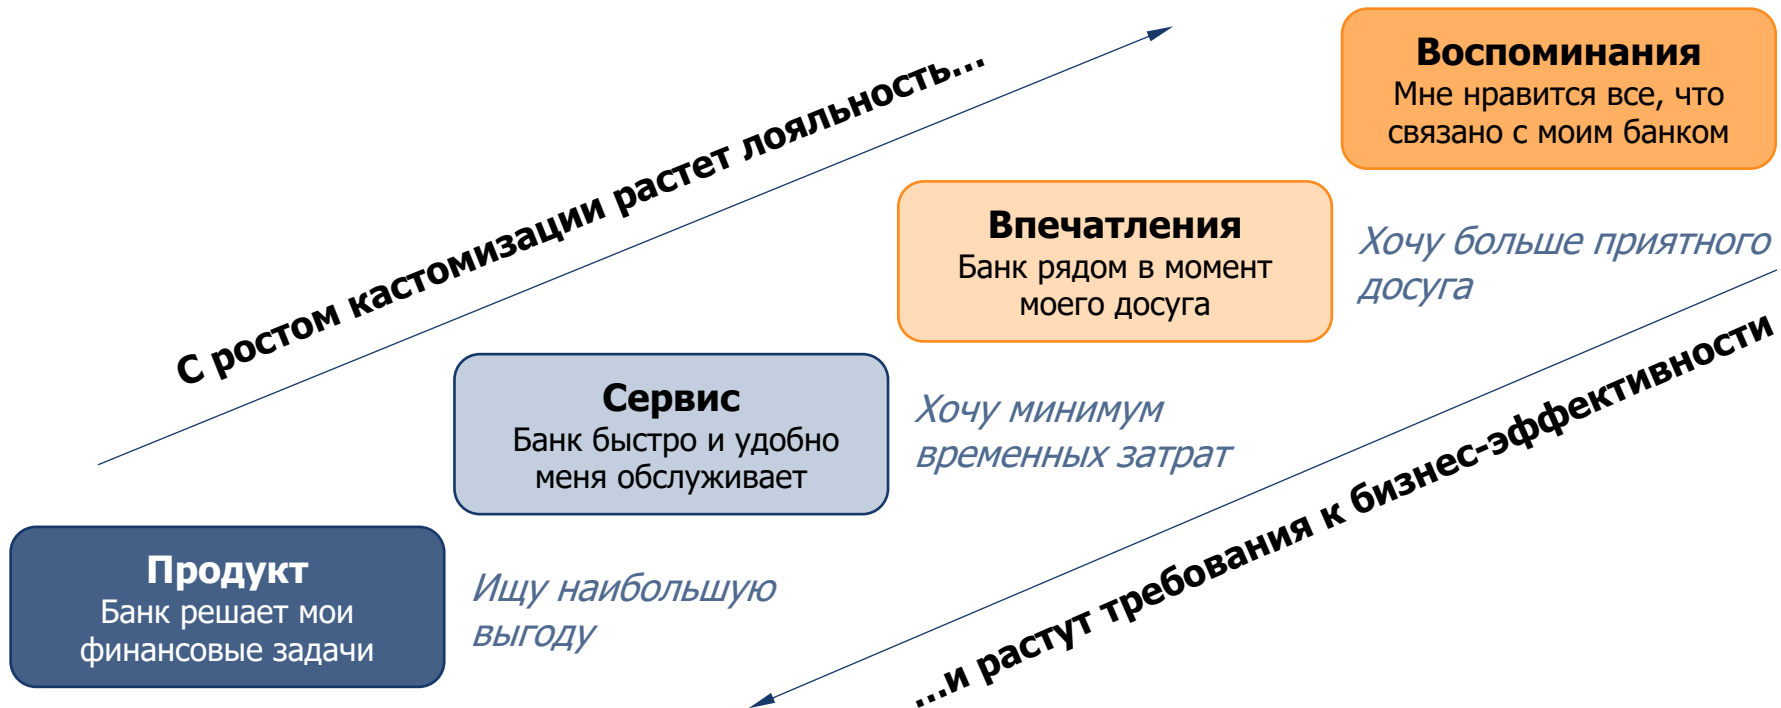 С ростом кастомизации растет лояльность...
Воспоминания
Мне нравится все, что
связано с моим банком
Впечатления
Банк рядом в момент
моего досуга
Хочу больше приятного
досуга
Сервис
Банк быстро и удобно
меня обслуживает
Хочу минимум
временных затрат
Продукт
Банк решает мои
финансовые задачи
Ищу наибольшую
выгоду
...и растут требования к бизнес-эффективности